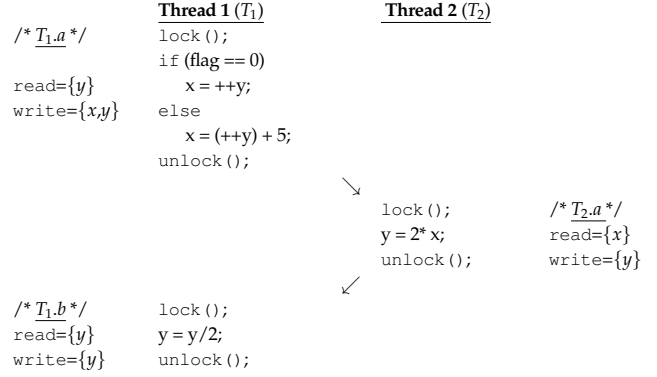 Thread 1 (T₁) Thread 2 (T₂)
/* T₁.a */ lock();
if (flag == 0)
read={y} x = ++y;
write={x,y} else
x = (++y) + 5;
unlock();
↘
lock(); /* T₂.a */
y = 2* x; read={x}
unlock(); write={y}
↙
/* T₁.b */ lock();
read={y} y = y/2;
write={y} unlock();